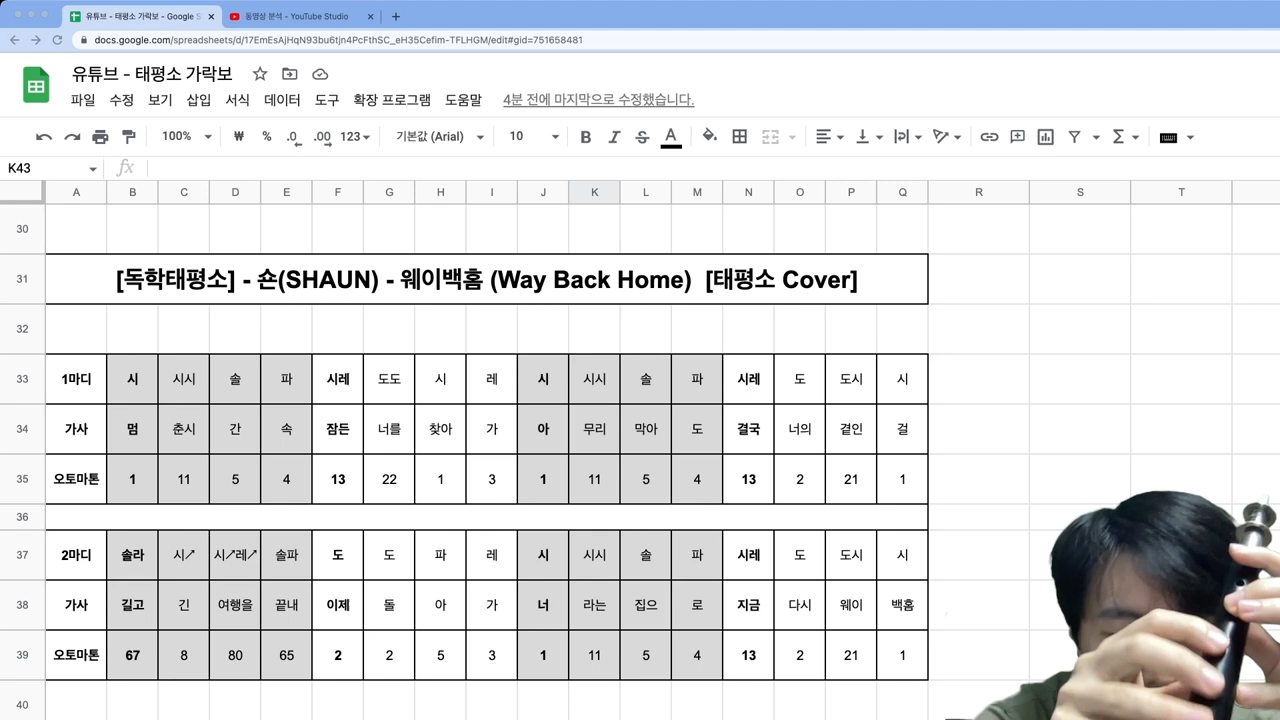 유튜브 - 태평소 가락보 - Google S
동영상 분석 - YouTube Studio
docs.google.com/spreadsheets/d/17EmEsAjHqN93bu6tjn4PcFthSC_eH35Cefim-TFLHGM/edit#gid=751658481
유튜브 - 태평소 가락보
파일 수정 보기 삽입 서식 데이터 도구 확장 프로그램 도움말 4분 전에 마지막으로 수정했습니다.
100% ₩ % .0 .00 123 기본값 (Arial) 10 B I S A
K43 fx
A B C D E F G H I J K L M N O P Q R S T
30
31 [독학태평소] - 숀(SHAUN) - 웨이백홈 (Way Back Home) [태평소 Cover]
32
33 1마디 시 시시 솔 파 시레 도도 시 레 시 시시 솔 파 시레 도 도시 시
34 가사 멈 춘시 간 속 잠든 너를 찾아 가 아 무리 막아 도 결국 너의 곁인 걸
35 오토마톤 1 11 5 4 13 22 1 3 1 11 5 4 13 2 21 1
36
37 2마디 솔라 시↗ 시↗레↗ 솔파 도 도 파 레 시 시시 솔 파 시레 도 도시 시
38 가사 길고 긴 여행을 끝내 이제 돌 아 가 너 라는 집으 로 지금 다시 웨이 백홈
39 오토마톤 67 8 80 65 2 2 5 3 1 11 5 4 13 2 21 1
40